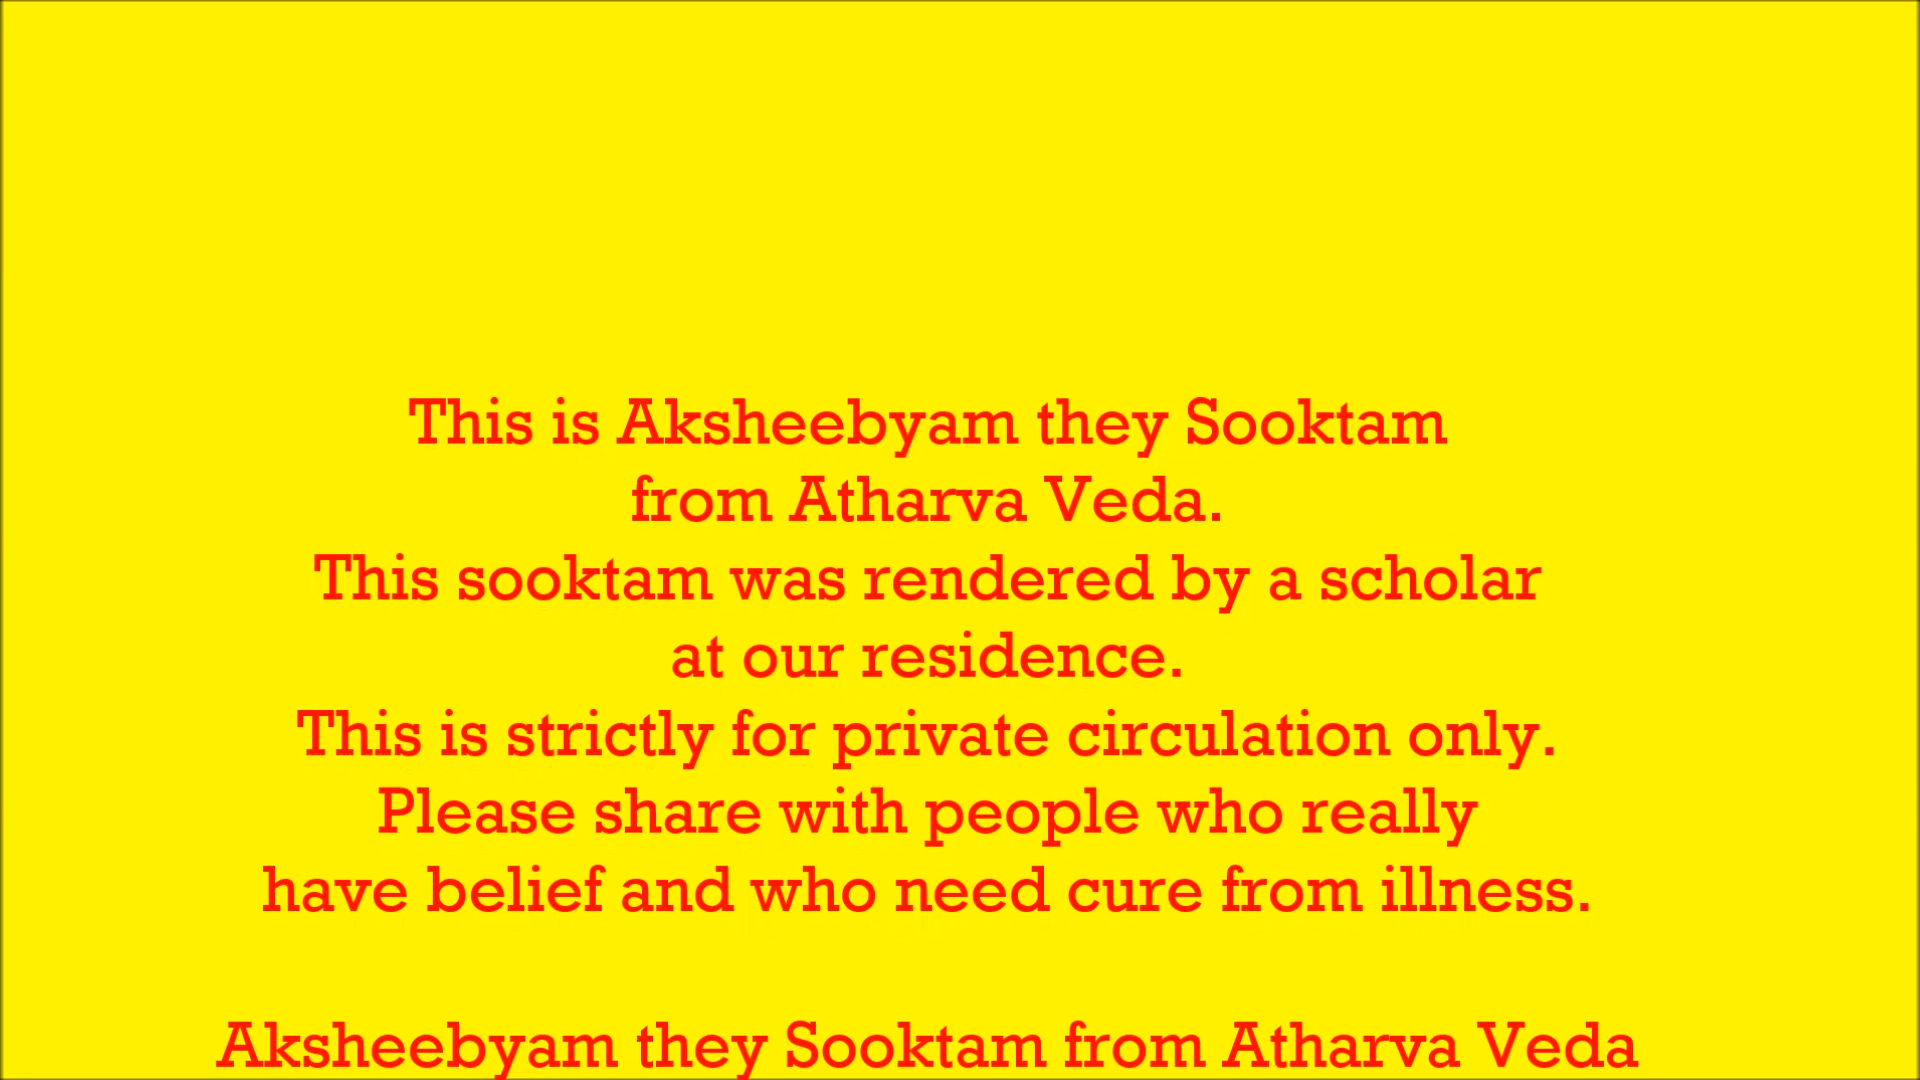 This is Aksheebyam they Sooktam
from Atharva Veda.
This sooktam was rendered by a scholar
at our residence.
This is strictly for private circulation only.
Please share with people who really
have belief and who need cure from illness.
Aksheebyam they Sooktam from Atharva Veda